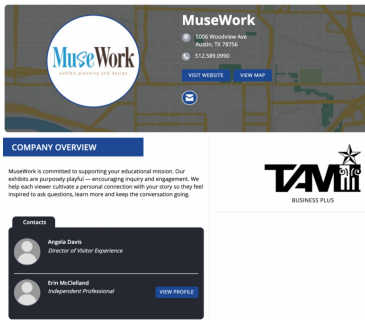 MuseWork
exhibit planning and design
MuseWork
5006 Woodview Ave
Austin, TX 78756
512.589.0990
VISIT WEBSITE
VIEW MAP
COMPANY OVERVIEW
MuseWork is committed to supporting your educational mission. Our
exhibits are purposely playful — encouraging inquiry and engagement. We
help each viewer cultivate a personal connection with your story so they feel
inspired to ask questions, learn more and keep the conversation going.
TAM
BUSINESS PLUS
Contacts
Angela Davis
Director of Visitor Experience
Erin McClelland
Independent Professional
VIEW PROFILE